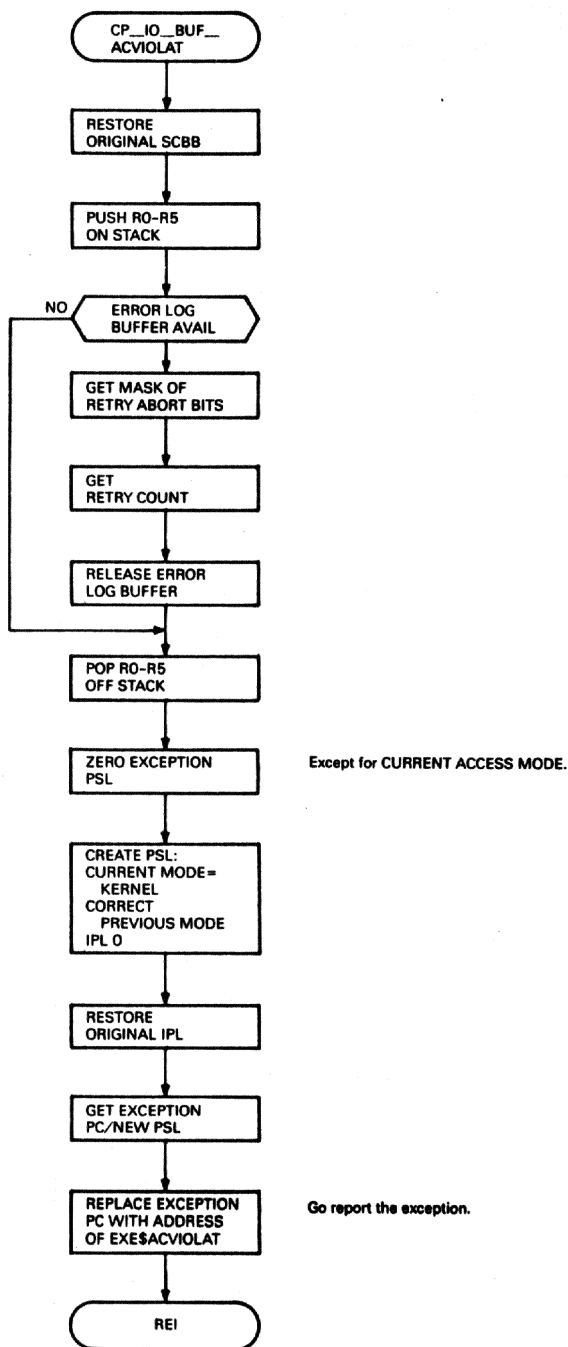 CP__IO__BUF__
ACVIOLAT
RESTORE
ORIGINAL SCBB
PUSH R0-R5
ON STACK
NO
ERROR LOG
BUFFER AVAIL
GET MASK OF
RETRY ABORT BITS
GET
RETRY COUNT
RELEASE ERROR
LOG BUFFER
POP R0-R5
OFF STACK
ZERO EXCEPTION
PSL
Except for CURRENT ACCESS MODE.
CREATE PSL:
CURRENT MODE=
KERNEL
CORRECT
PREVIOUS MODE
IPL 0
RESTORE
ORIGINAL IPL
GET EXCEPTION
PC/NEW PSL
REPLACE EXCEPTION
PC WITH ADDRESS
OF EXE$ACVIOLAT
Go report the exception.
REI